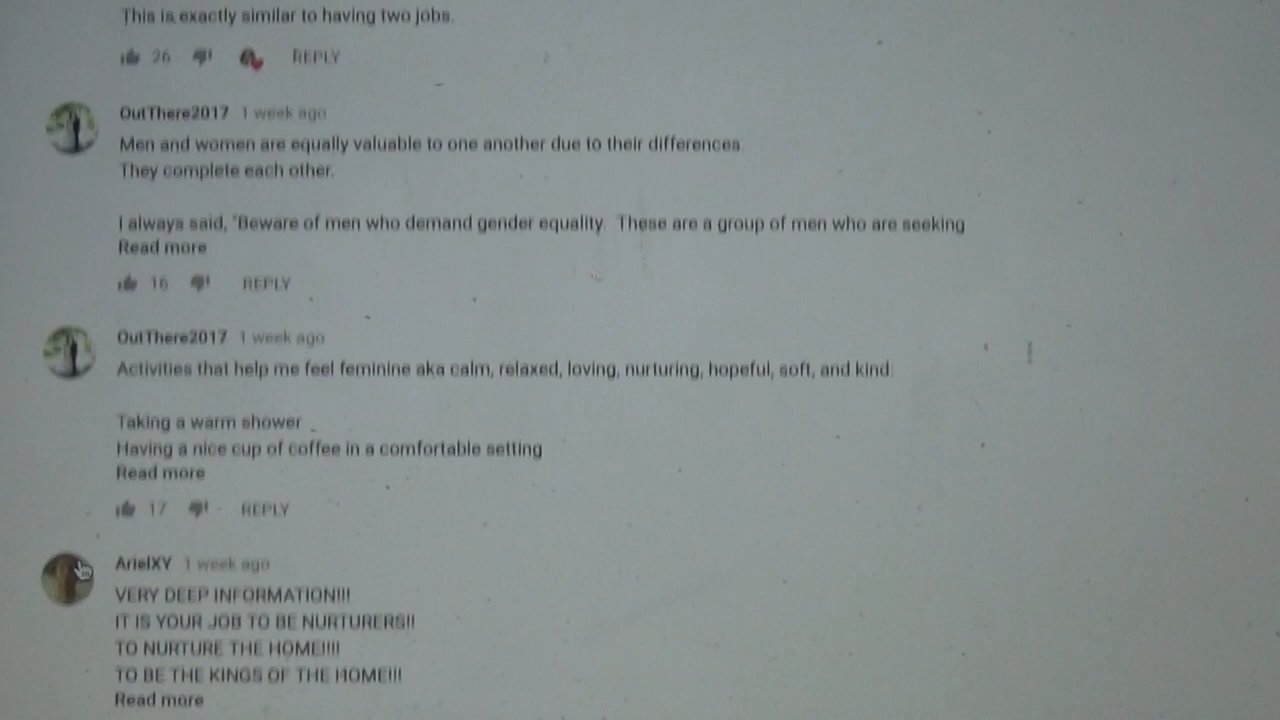 This is exactly similar to having two jobs.
26 REPLY
OutThere2017 1 week ago
Men and women are equally valuable to one another due to their differences.
They complete each other.
I always said, "Beware of men who demand gender equality. These are a group of men who are seeking
Read more
16 REPLY
OutThere2017 1 week ago
Activities that help me feel feminine aka calm, relaxed, loving, nurturing, hopeful, soft, and kind:
Taking a warm shower
Having a nice cup of coffee in a comfortable setting
Read more
17 REPLY
ArielXY 1 week ago
VERY DEEP INFORMATION!!!
IT IS YOUR JOB TO BE NURTURERS!!
TO NURTURE THE HOME!!!!
TO BE THE KINGS OF THE HOME!!!
Read more